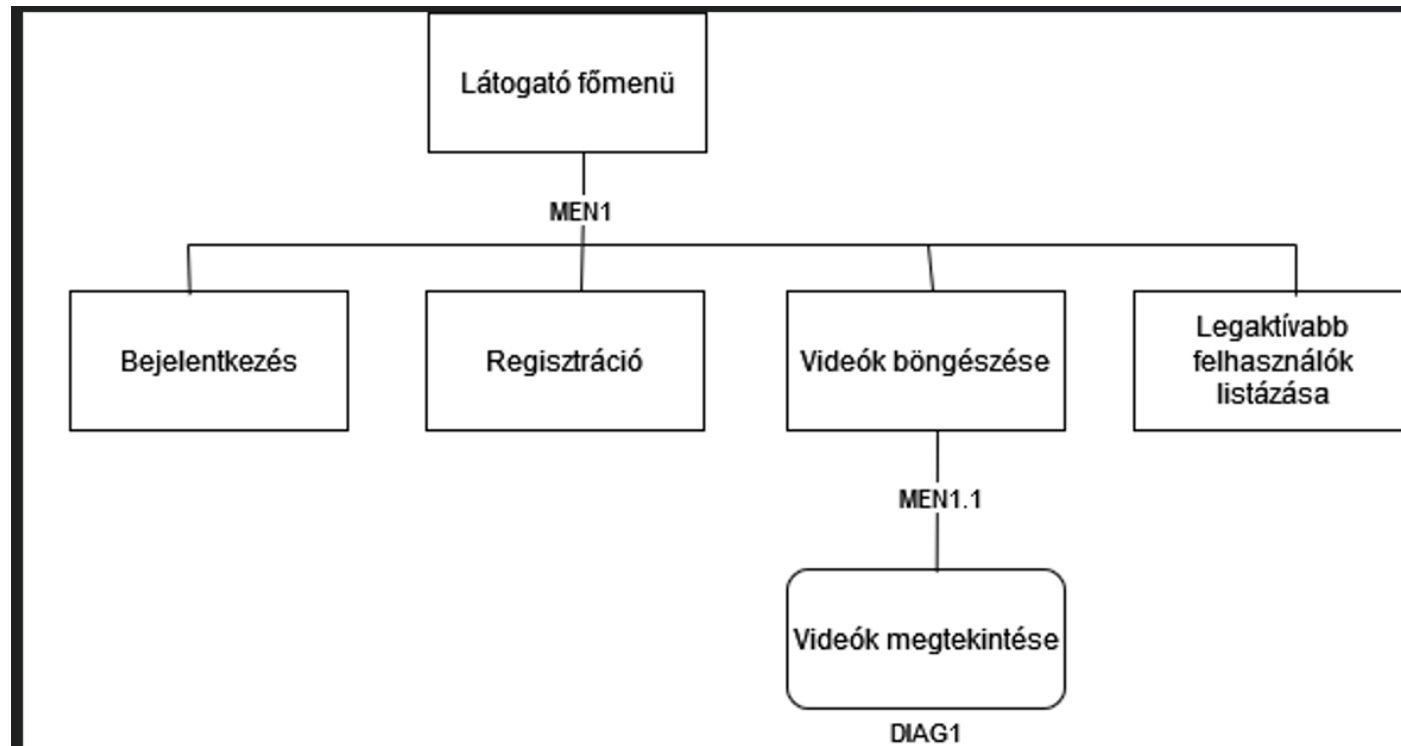 Látogató főmenü
MEN1
Bejelentkezés
Regisztráció
Videók böngészése
Legaktívabb
felhasználók
listázása
MEN1.1
Videók megtekintése
DIAG1